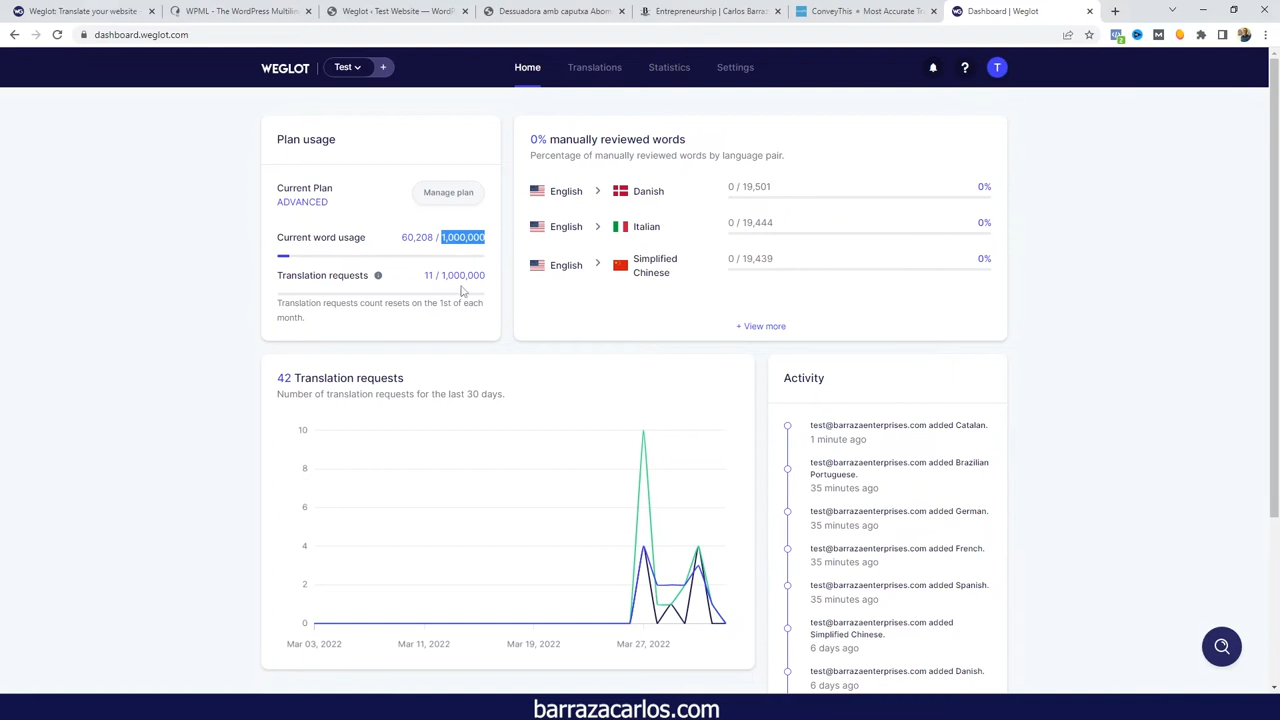 Weglot: Translate your website
WPML - The WordPress Multilin
Weglot ‹ Test Website — WordP
Dessuadora amb caputxa Abom
Entrepreneurship | Carlos Barraz
ConveyThis ✦ Most Accurate Tra
Dashboard | Weglot
dashboard.weglot.com
2
WEGLOT
Test
+
Home
Translations
Statistics
Settings
?
T
Plan usage
Current Plan
ADVANCED
Manage plan
Current word usage
60,208 / 1,000,000
Translation requests
11 / 1,000,000
Translation requests count resets on the 1st of each
month.
0% manually reviewed words
Percentage of manually reviewed words by language pair.
English > Danish
0 / 19,501
0%
English > Italian
0 / 19,444
0%
English > Simplified
Chinese
0 / 19,439
0%
+ View more
42 Translation requests
Number of translation requests for the last 30 days.
10
8
6
4
2
0
Mar 03, 2022
Mar 11, 2022
Mar 19, 2022
Mar 27, 2022
Activity
test@barrazaenterprises.com added Catalan.
1 minute ago
test@barrazaenterprises.com added Brazilian
Portuguese.
35 minutes ago
test@barrazaenterprises.com added German.
35 minutes ago
test@barrazaenterprises.com added French.
35 minutes ago
test@barrazaenterprises.com added Spanish.
35 minutes ago
test@barrazaenterprises.com added
Simplified Chinese.
6 days ago
test@barrazaenterprises.com added Danish.
6 days ago
barrazacarlos.com